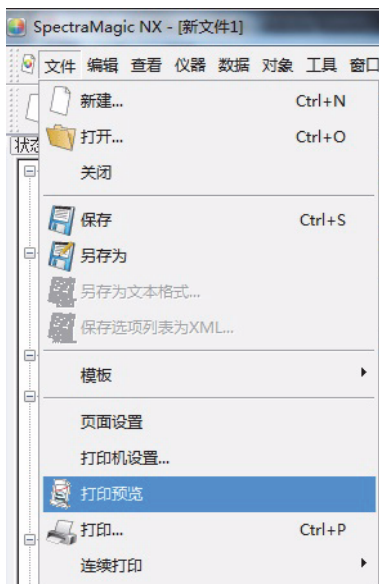 SpectraMagic NX - [新文件1]
文件 编辑 查看 仪器 数据 对象 工具 窗口
新建... Ctrl+N
状态
打开... Ctrl+O
关闭
保存 Ctrl+S
另存为
另存为文本格式...
保存选项列表为XML...
模板
页面设置
打印机设置...
打印预览
打印... Ctrl+P
连续打印